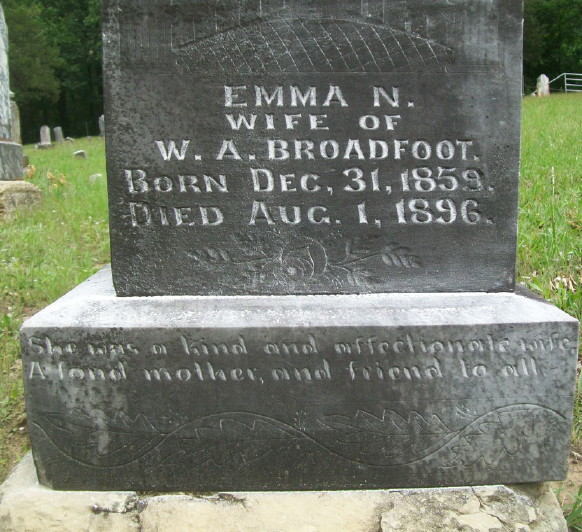 EMMA N.
WIFE OF
W. A. BROADFOOT.
BORN DEC, 31, 1859.
DIED AUG. 1, 1896.
She was a kind and affectionate wife,
A fond mother, and friend to all.